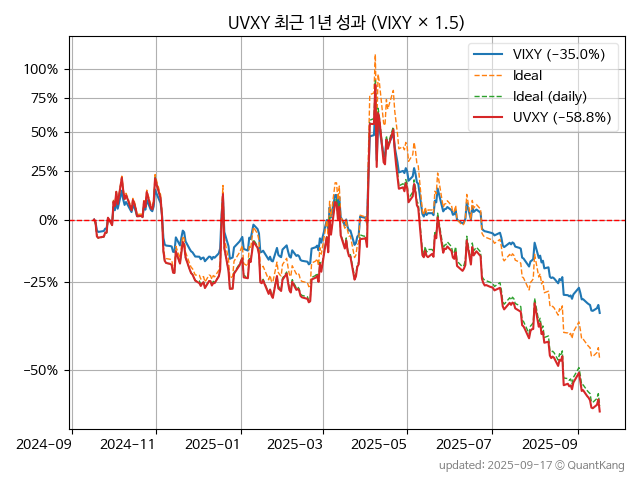 UVXY 최근 1년 성과 (VIXY × 1.5)
VIXY (−35.0%)
Ideal
Ideal (daily)
UVXY (−58.8%)
100%
75%
50%
25%
0%
−25%
−50%
2024-09
2024-11
2025-01
2025-03
2025-05
2025-07
2025-09
updated: 2025-09-17 © QuantKang